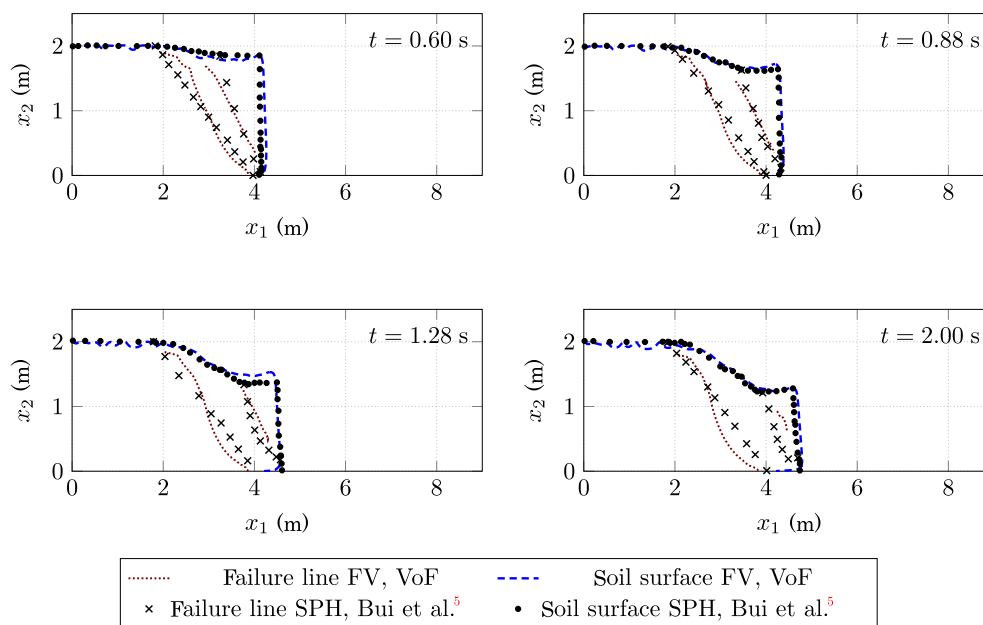 t = 0.60 s
2
1
0
x₂ (m)
0 2 4 6 8
x₁ (m)
t = 0.88 s
2
1
0
x₂ (m)
0 2 4 6 8
x₁ (m)
t = 1.28 s
2
1
0
x₂ (m)
0 2 4 6 8
x₁ (m)
t = 2.00 s
2
1
0
x₂ (m)
0 2 4 6 8
x₁ (m)
Failure line FV, VoF Soil surface FV, VoF
Failure line SPH, Bui et al.⁵ Soil surface SPH, Bui et al.⁵